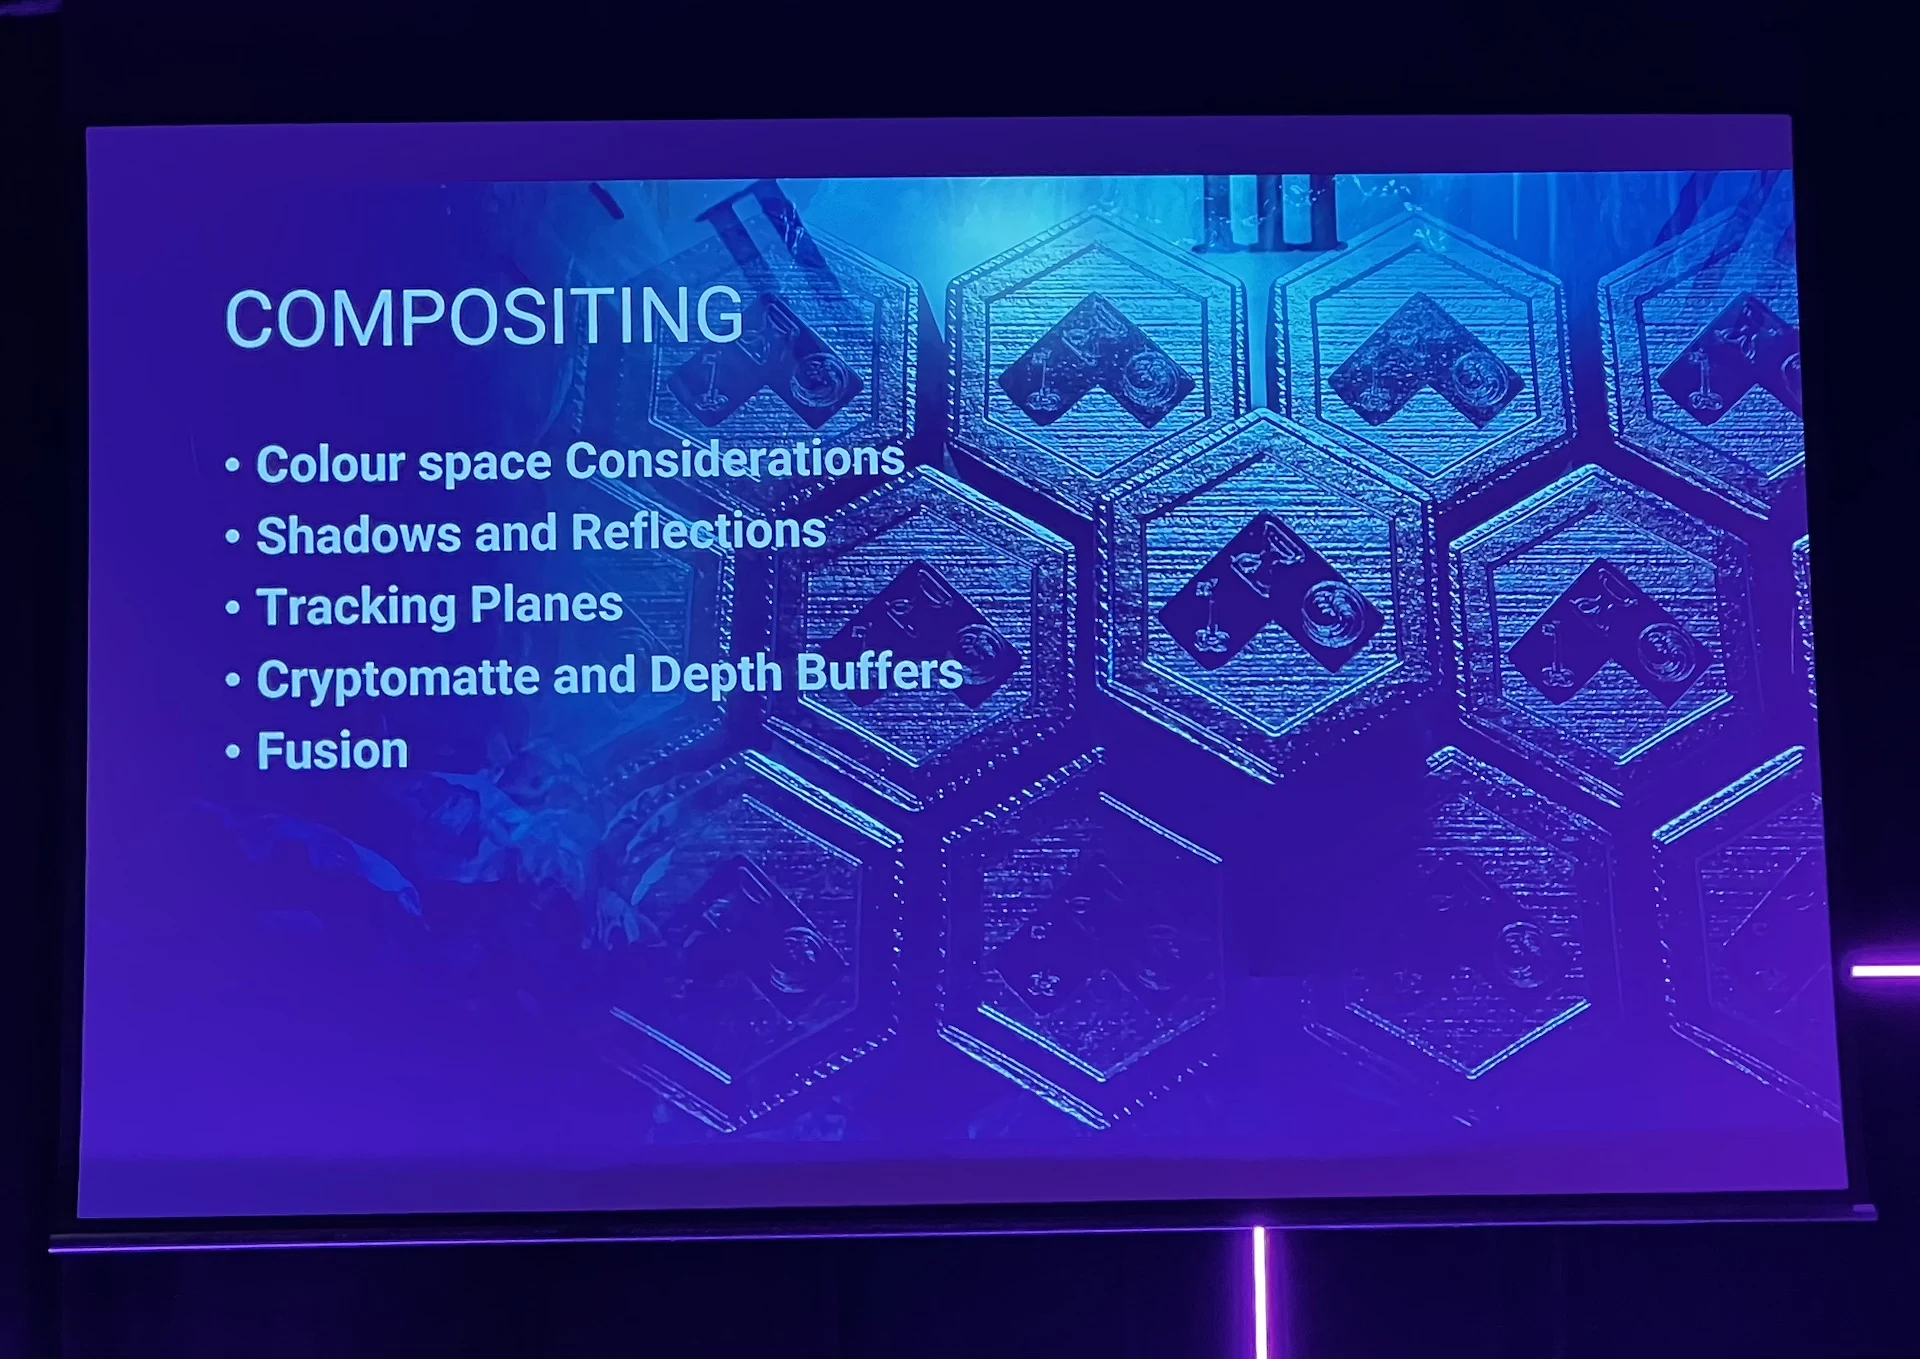 COMPOSITING
• Colour space Considerations
• Shadows and Reflections
• Tracking Planes
• Cryptomatte and Depth Buffers
• Fusion